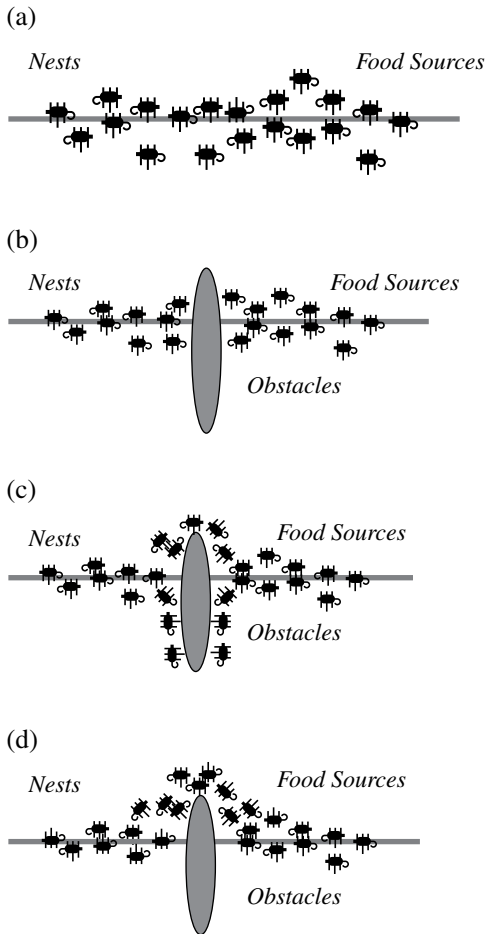 (a)
Nests Food Sources
(b)
Nests Food Sources
Obstacles
(c)
Nests Food Sources
Obstacles
(d)
Nests Food Sources
Obstacles